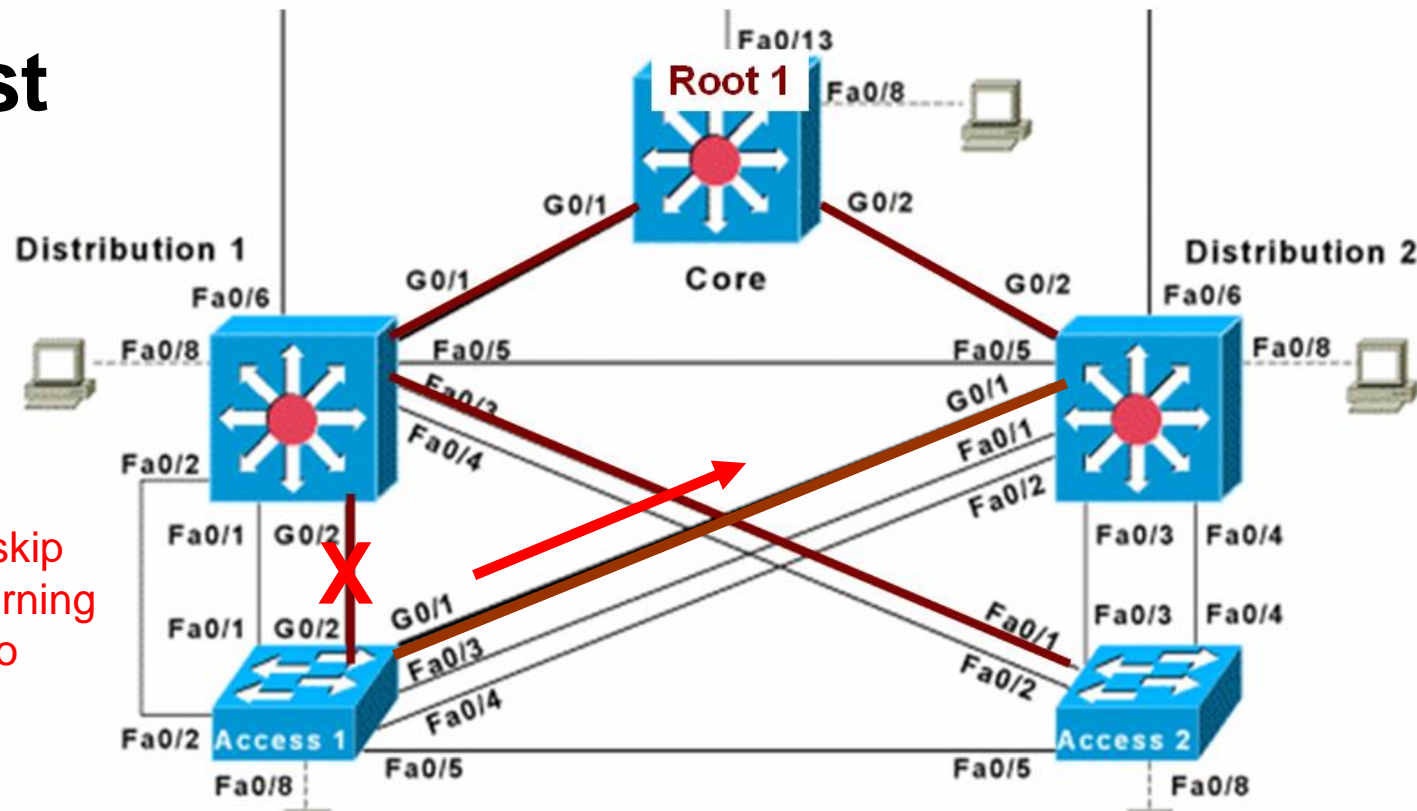 st
Fa0/13
Root 1
Fa0/8
G0/1
G0/2
Distribution 1
Distribution 2
Core
G0/1
G0/2
Fa0/6
Fa0/6
Fa0/8
Fa0/5
Fa0/5
Fa0/8
Fa0/3
G0/1
Fa0/4
Fa0/1
Fa0/2
Fa0/2
skip
Fa0/1
G0/2
X
Fa0/3
Fa0/4
rning
G0/1
Fa0/1
Fa0/1
G0/2
Fa0/3
Fa0/4
o
Fa0/3
Fa0/2
Fa0/4
Fa0/2
Access 1
Access 2
Fa0/5
Fa0/5
Fa0/8
Fa0/8